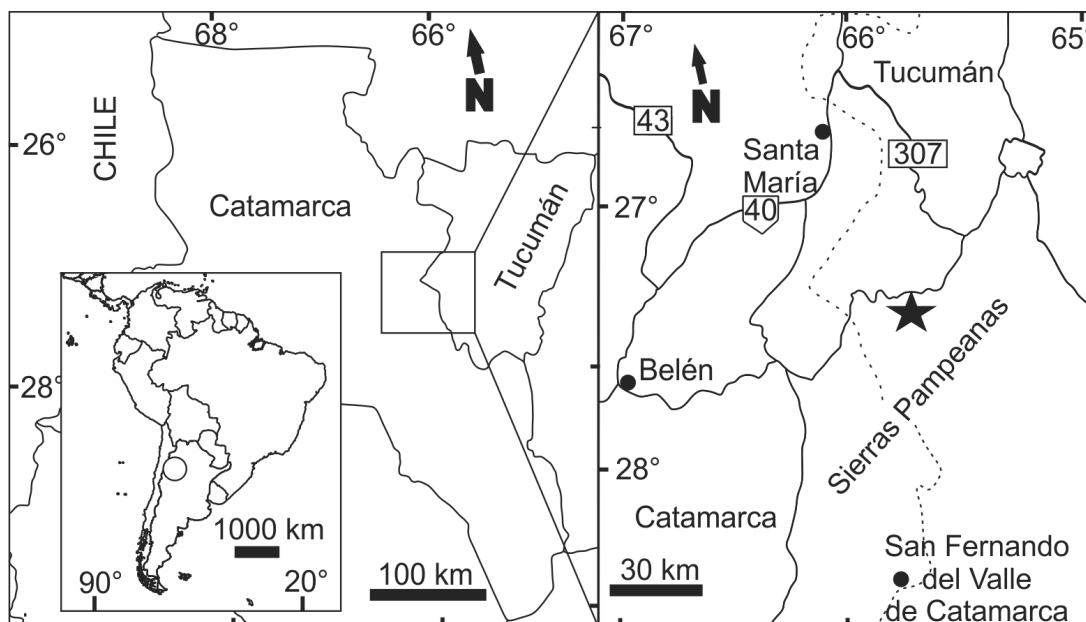 68°
66°
N
26°
CHILE
Catamarca
Tucumán
28°
1000 km
90°
20°
100 km
67°
66°
65°
N
Tucumán
43
Santa
María
307
40
27°
Belén
Sierras Pampeanas
28°
Catamarca
30 km
San Fernando
del Valle
de Catamarca